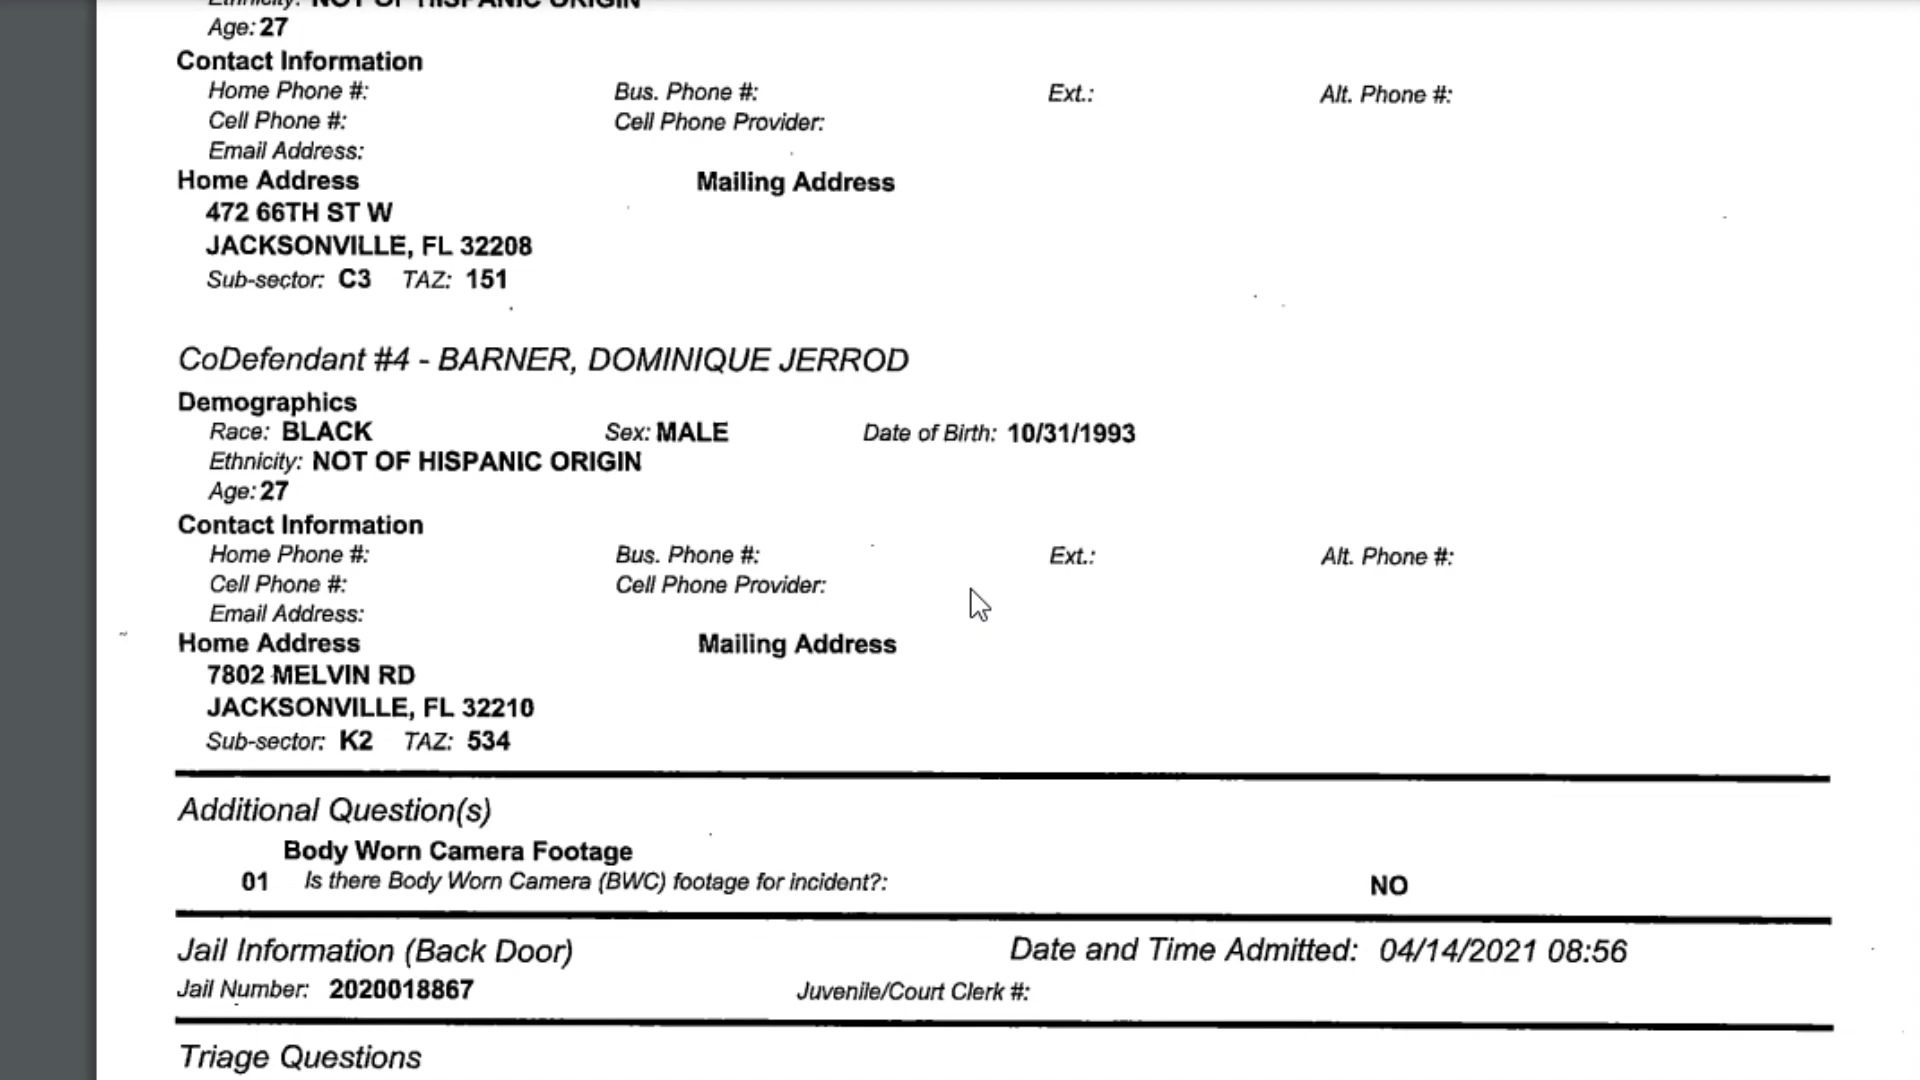 Ethnicity: NOT OF HISPANIC ORIGIN
Age: 27
Contact Information
Home Phone #: Bus. Phone #: Ext.: Alt. Phone #:
Cell Phone #: Cell Phone Provider:
Email Address:
Home Address Mailing Address
472 66TH ST W
JACKSONVILLE, FL 32208
Sub-sector: C3 TAZ: 151
CoDefendant #4 - BARNER, DOMINIQUE JERROD
Demographics
Race: BLACK Sex: MALE Date of Birth: 10/31/1993
Ethnicity: NOT OF HISPANIC ORIGIN
Age: 27
Contact Information
Home Phone #: Bus. Phone #: Ext.: Alt. Phone #:
Cell Phone #: Cell Phone Provider:
Email Address:
Home Address Mailing Address
7802 MELVIN RD
JACKSONVILLE, FL 32210
Sub-sector: K2 TAZ: 534
Additional Question(s)
Body Worn Camera Footage
01 Is there Body Worn Camera (BWC) footage for incident?: NO
Jail Information (Back Door) Date and Time Admitted: 04/14/2021 08:56
Jail Number: 2020018867 Juvenile/Court Clerk #:
Triage Questions